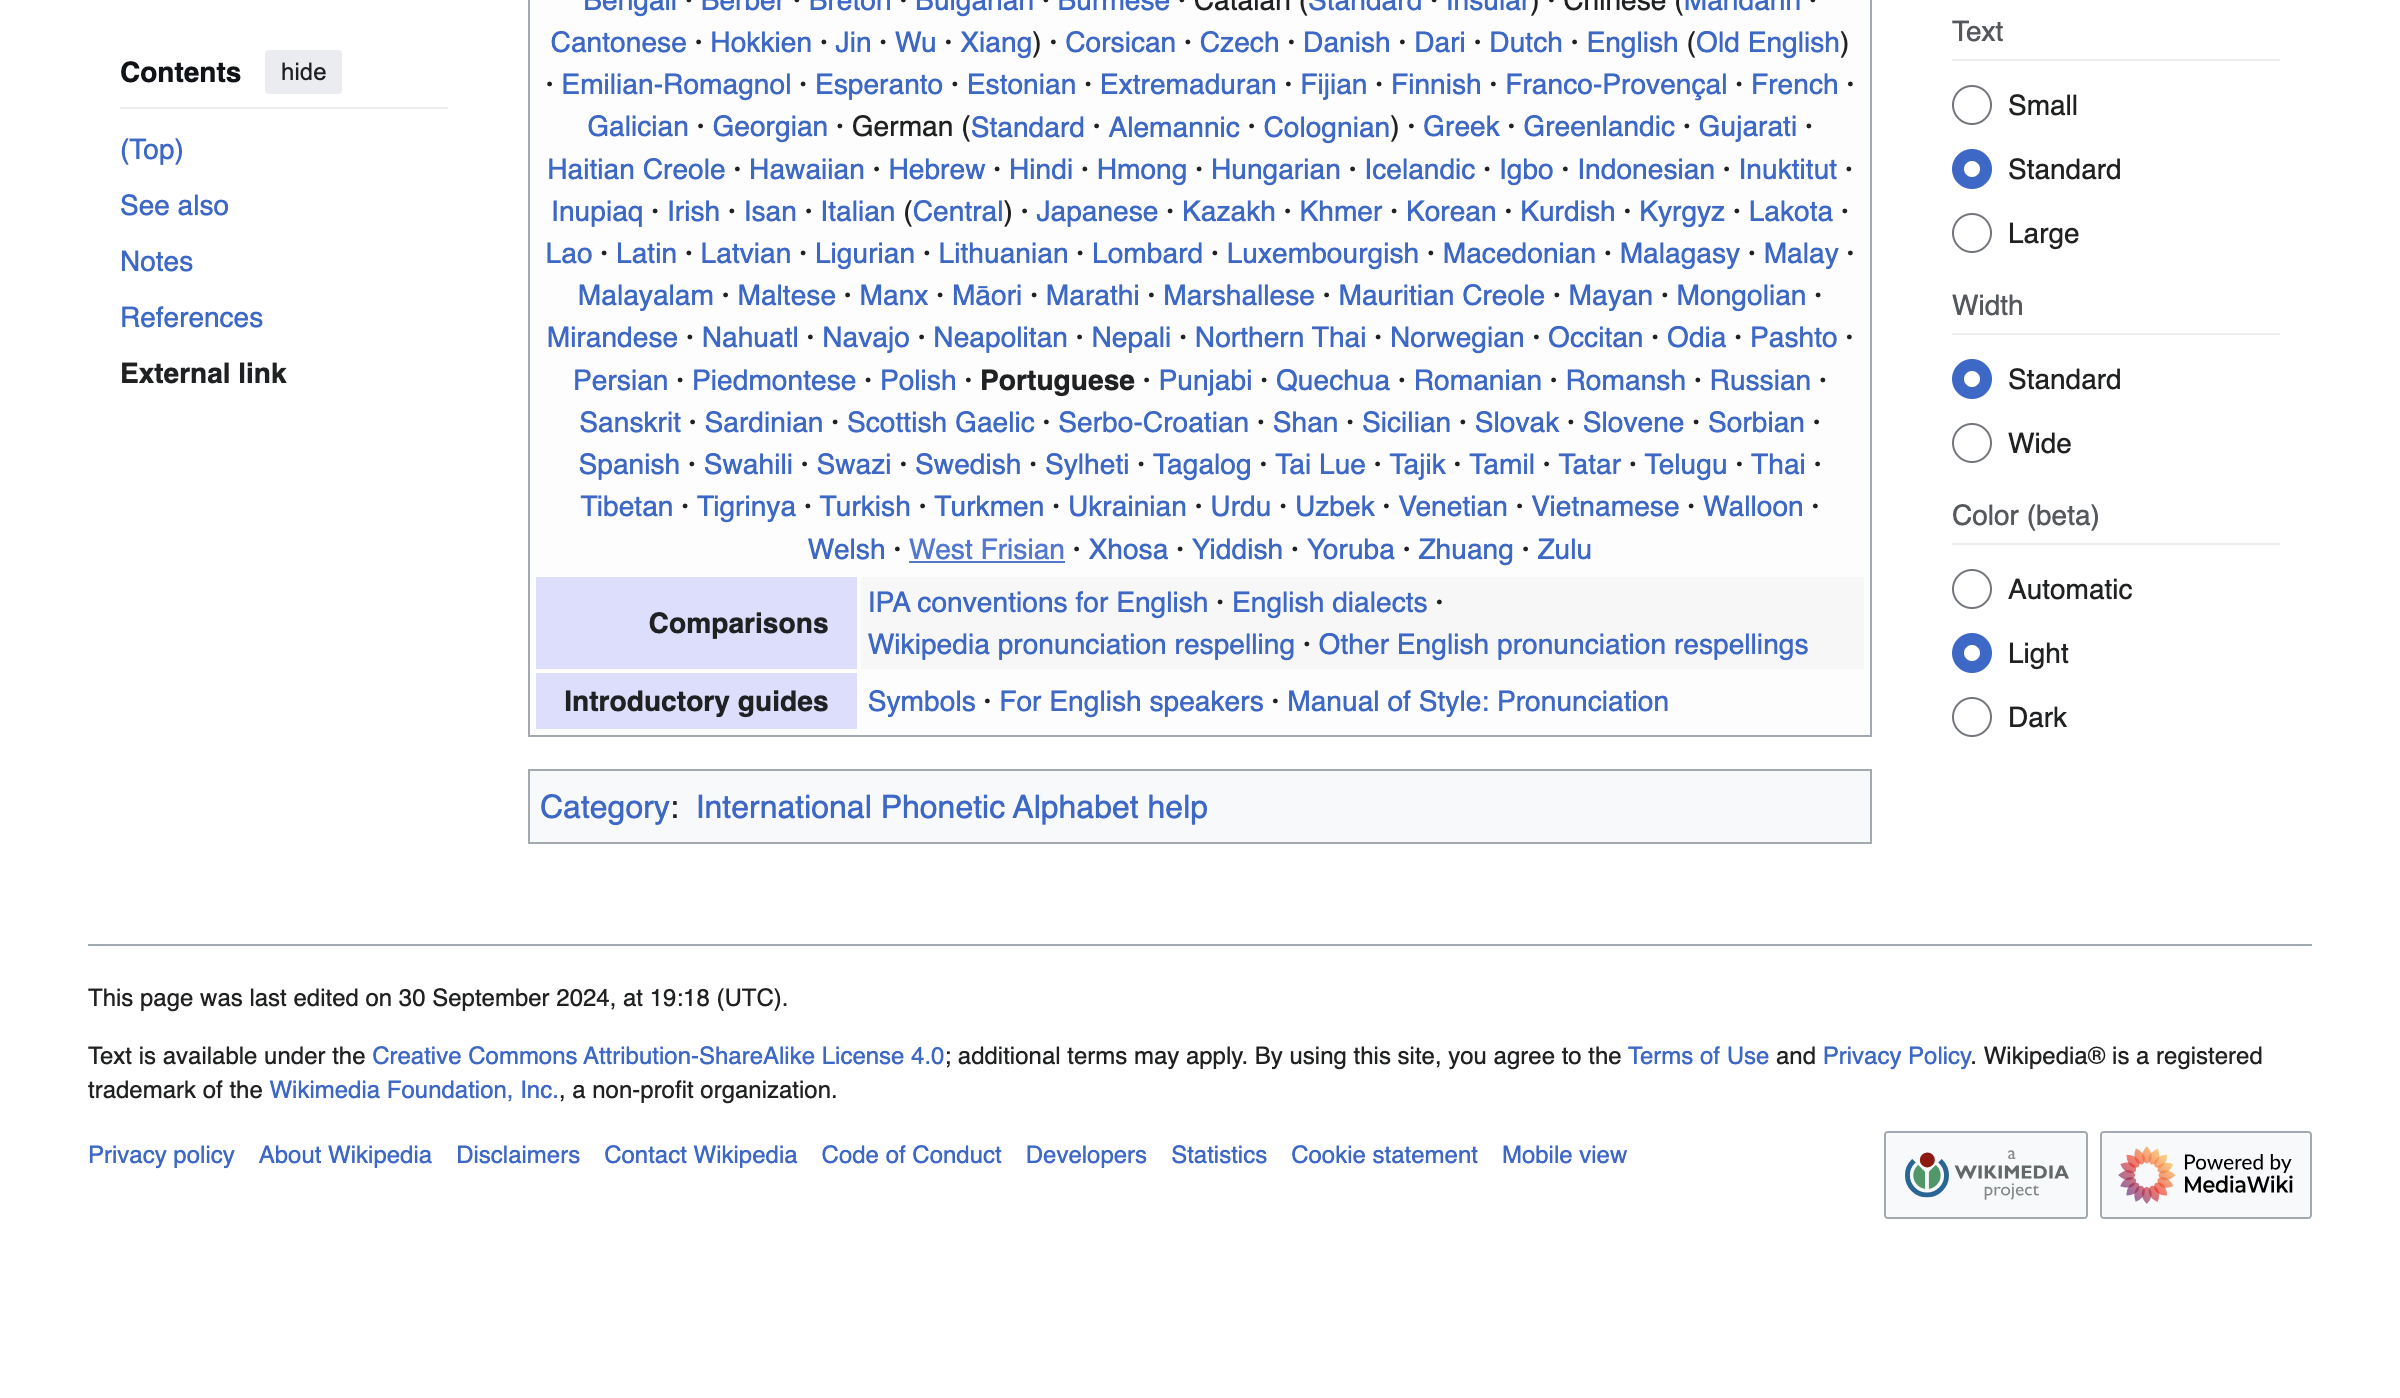 Contents hide
(Top)
See also
Notes
References
External link
Bengali · Berber · Breton · Bulgarian · Burmese · Catalan (Standard · Insular) · Chinese (Mandarin ·
Cantonese · Hokkien · Jin · Wu · Xiang) · Corsican · Czech · Danish · Dari · Dutch · English (Old English)
· Emilian-Romagnol · Esperanto · Estonian · Extremaduran · Fijian · Finnish · Franco-Provençal · French ·
Galician · Georgian · German (Standard · Alemannic · Colognian) · Greek · Greenlandic · Gujarati ·
Haitian Creole · Hawaiian · Hebrew · Hindi · Hmong · Hungarian · Icelandic · Igbo · Indonesian · Inuktitut ·
Inupiaq · Irish · Isan · Italian (Central) · Japanese · Kazakh · Khmer · Korean · Kurdish · Kyrgyz · Lakota ·
Lao · Latin · Latvian · Ligurian · Lithuanian · Lombard · Luxembourgish · Macedonian · Malagasy · Malay ·
Malayalam · Maltese · Manx · Māori · Marathi · Marshallese · Mauritian Creole · Mayan · Mongolian ·
Mirandese · Nahuatl · Navajo · Neapolitan · Nepali · Northern Thai · Norwegian · Occitan · Odia · Pashto ·
Persian · Piedmontese · Polish · Portuguese · Punjabi · Quechua · Romanian · Romansh · Russian ·
Sanskrit · Sardinian · Scottish Gaelic · Serbo-Croatian · Shan · Sicilian · Slovak · Slovene · Sorbian ·
Spanish · Swahili · Swazi · Swedish · Sylheti · Tagalog · Tai Lue · Tajik · Tamil · Tatar · Telugu · Thai ·
Tibetan · Tigrinya · Turkish · Turkmen · Ukrainian · Urdu · Uzbek · Venetian · Vietnamese · Walloon ·
Welsh · West Frisian · Xhosa · Yiddish · Yoruba · Zhuang · Zulu
Comparisons
IPA conventions for English · English dialects ·
Wikipedia pronunciation respelling · Other English pronunciation respellings
Introductory guides
Symbols · For English speakers · Manual of Style: Pronunciation
Category: International Phonetic Alphabet help
Text
Small
Standard
Large
Width
Standard
Wide
Color (beta)
Automatic
Light
Dark
This page was last edited on 30 September 2024, at 19:18 (UTC).
Text is available under the Creative Commons Attribution-ShareAlike License 4.0; additional terms may apply. By using this site, you agree to the Terms of Use and Privacy Policy. Wikipedia® is a registered
trademark of the Wikimedia Foundation, Inc., a non-profit organization.
Privacy policy About Wikipedia Disclaimers Contact Wikipedia Code of Conduct Developers Statistics Cookie statement Mobile view
a
WIKIMEDIA
project
Powered by
MediaWiki